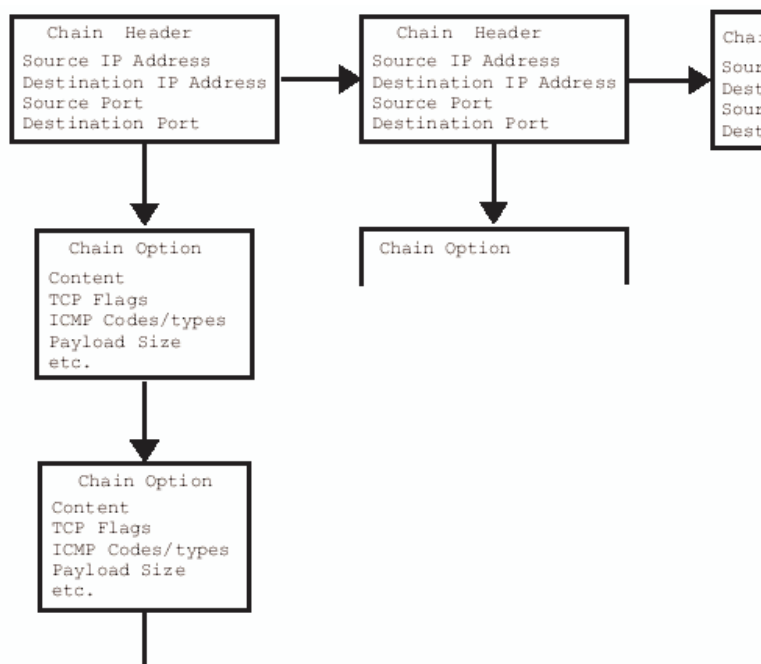 Chain Header
Source IP Address
Destination IP Address
Source Port
Destination Port
Chain Header
Source IP Address
Destination IP Address
Source Port
Destination Port
Chain Option
Content
TCP Flags
ICMP Codes/types
Payload Size
etc.
Chain Option
Chain Option
Content
TCP Flags
ICMP Codes/types
Payload Size
etc.